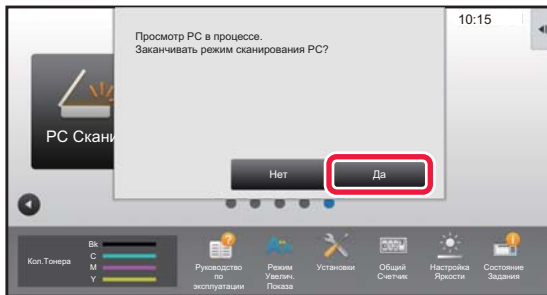 10:15
Просмотр PC в процессе.
Заканчивать режим сканирования PC?
PC Скани
Нет
Да
Кол.Тонера
Bk
C
M
Y
Руководство
по
эксплуатации
Режим
Увелич.
Показа
Установки
Общий
Счетчик
Настройка
Яркости
Состояние
Задания